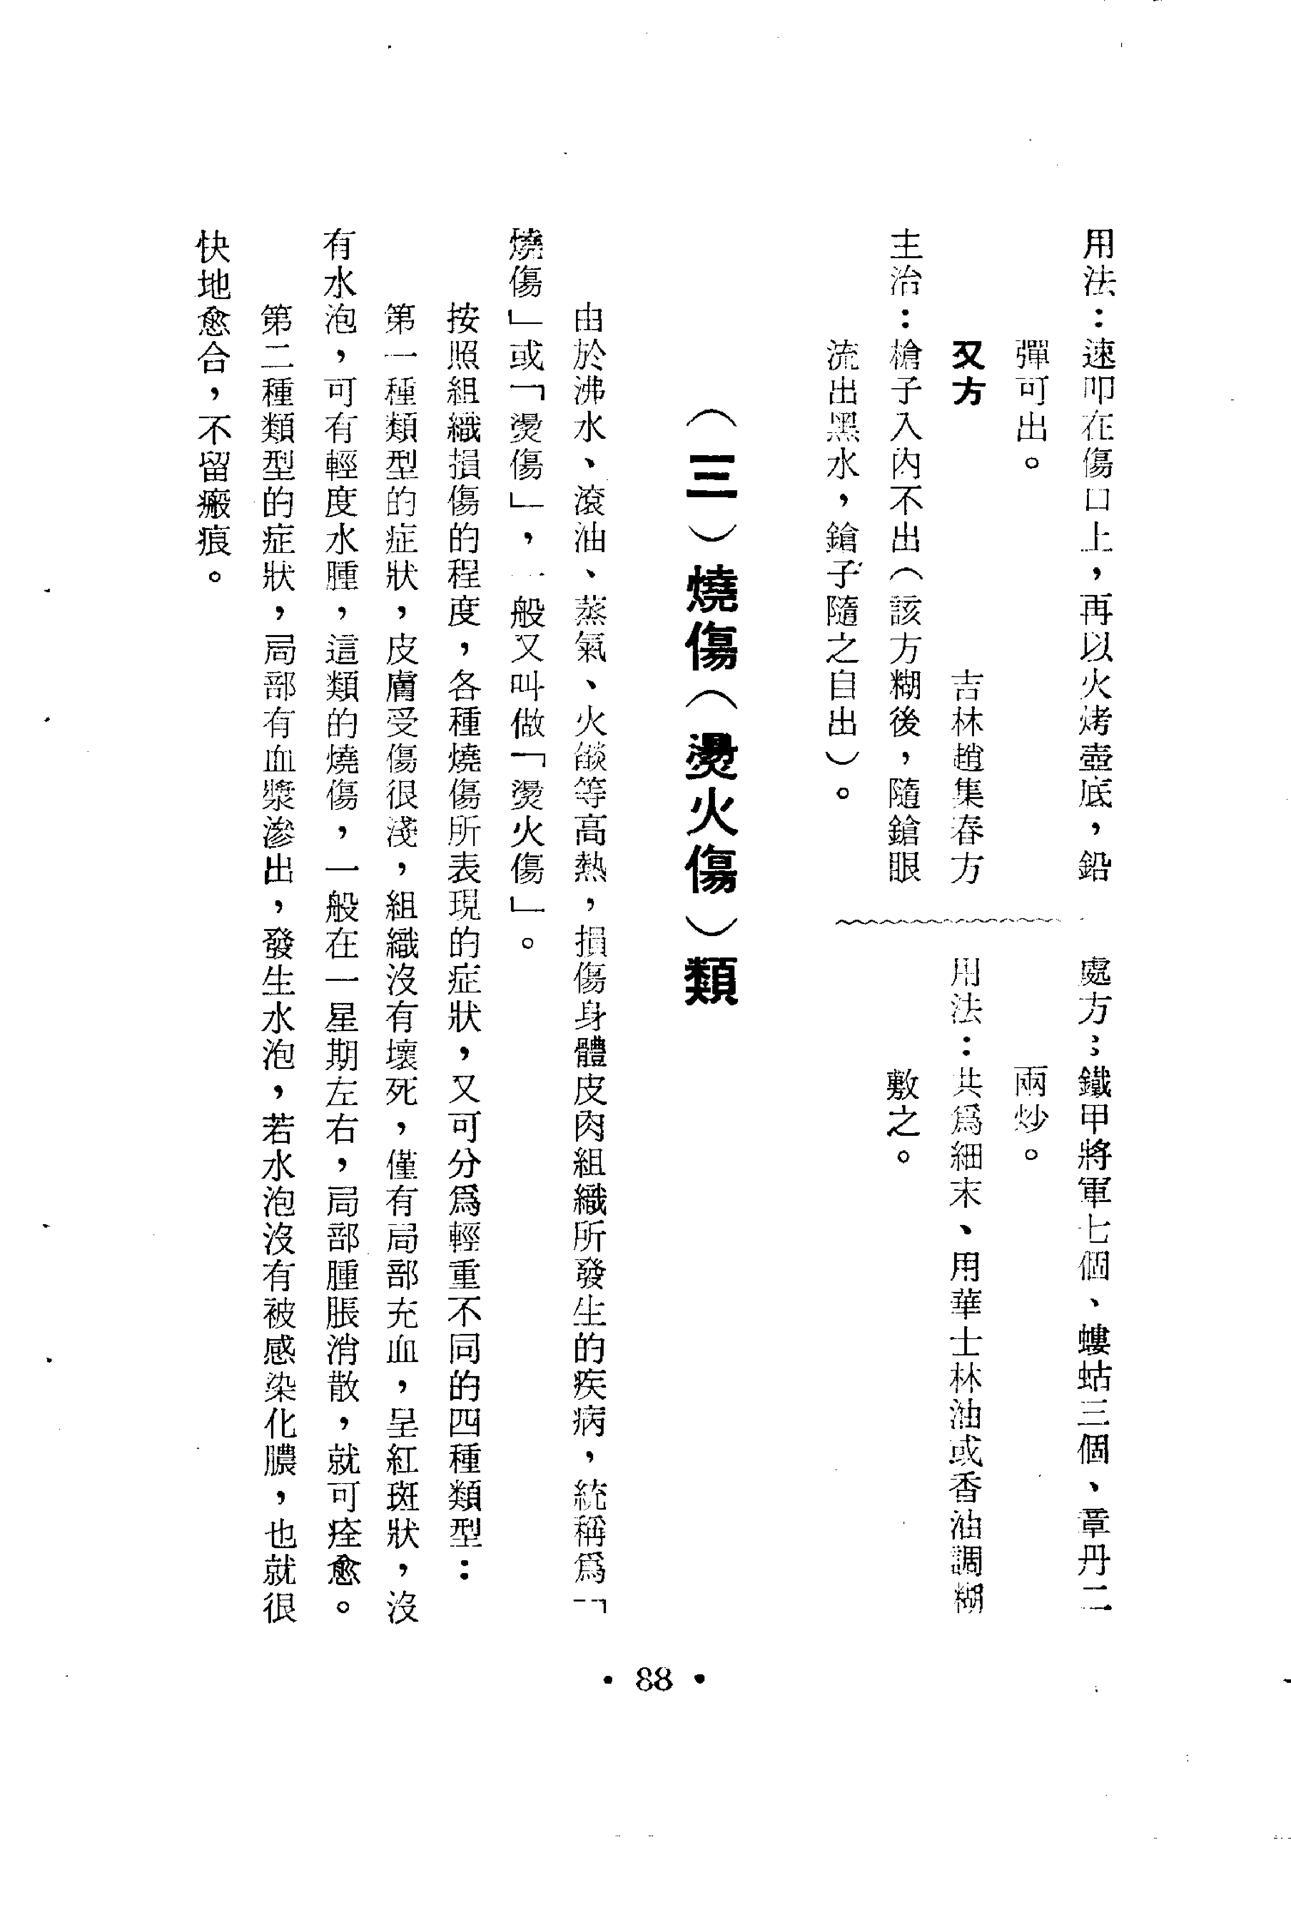 用法：速叩在傷口上，再以火烤壺底，鉛
彈可出。
又方
吉林趙集春方
主治：槍子入內不出（該方糊後，隨鎗眼
流出黑水，鎗子隨之自出）。
處方：鐵甲將軍七個、螻蛄三個、章丹二
兩炒。
用法：共爲細末、用華士林油或香油調糊
敷之。
（三）燒傷（燙火傷）類
由於沸水、滾油、蒸氣、火燄等高熱，損傷身體皮肉組織所發生的疾病，統稱爲「
燒傷」或「燙傷」，一般又叫做「燙火傷」。
按照組織損傷的程度，各種燒傷所表現的症狀，又可分爲輕重不同的四種類型：
第一種類型的症狀，皮膚受傷很淺，組織沒有壞死，僅有局部充血，呈紅斑狀，沒
有水泡，可有輕度水腫，這類的燒傷，一般在一星期左右，局部腫脹消散，就可痊愈。
第二種類型的症狀，局部有血漿滲出，發生水泡，若水泡沒有被感染化膿，也就很
快地愈合，不留瘢痕。
• 88 •